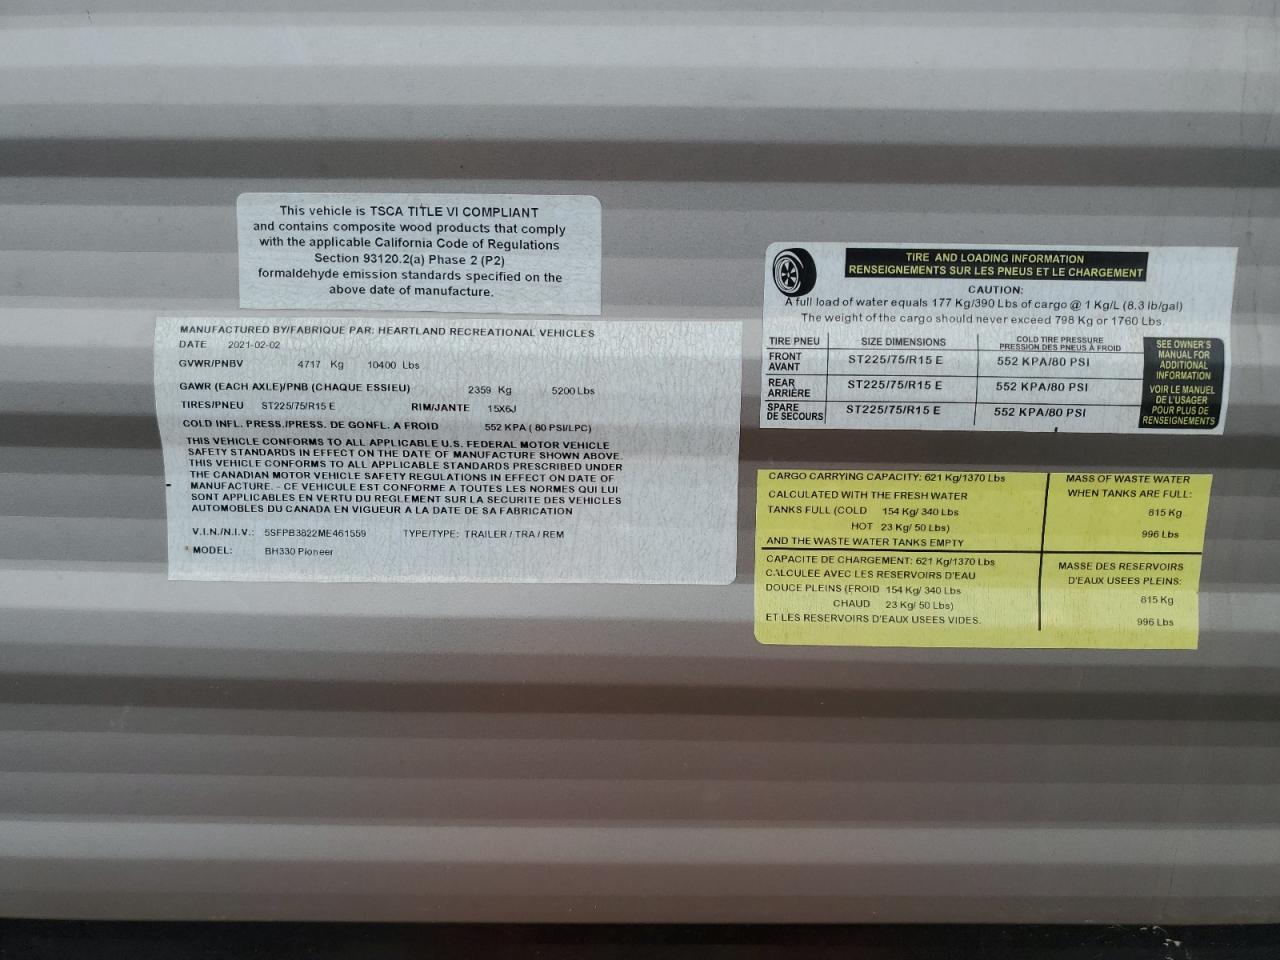 This vehicle is TSCA TITLE VI COMPLIANT
and contains composite wood products that comply
with the applicable California Code of Regulations
Section 93120.2(a) Phase 2 (P2)
formaldehyde emission standards specified on the
above date of manufacture.
MANUFACTURED BY/FABRIQUE PAR: HEARTLAND RECREATIONAL VEHICLES
DATE 2021-02-02
GVWR/PNBV 4717 Kg 10400 Lbs
GAWR (EACH AXLE)/PNB (CHAQUE ESSIEU) 2359 Kg 5200 Lbs
TIRES/PNEU ST225/75/R15 E RIM/JANTE 15X6J
COLD INFL. PRESS./PRESS. DE GONFL. A FROID 552 KPA ( 80 PSI/LPC)
THIS VEHICLE CONFORMS TO ALL APPLICABLE U.S. FEDERAL MOTOR VEHICLE
SAFETY STANDARDS IN EFFECT ON THE DATE OF MANUFACTURE SHOWN ABOVE.
THIS VEHICLE CONFORMS TO ALL APPLICABLE STANDARDS PRESCRIBED UNDER
THE CANADIAN MOTOR VEHICLE SAFETY REGULATIONS IN EFFECT ON DATE OF
MANUFACTURE. - CE VEHICULE EST CONFORME A TOUTES LES NORMES QUI LUI
SONT APPLICABLES EN VERTU DU REGLEMENT SUR LA SECURITE DES VEHICLES
AUTOMOBLES DU CANADA EN VIGUEUR A LA DATE DE SA FABRICATION
V.I.N./N.I.V.: 5SFPB3822ME461559 TYPE/TYPE: TRAILER / TRA / REM
* MODEL: BH330 Pioneer
TIRE AND LOADING INFORMATION
RENSEIGNEMENTS SUR LES PNEUS ET LE CHARGEMENT
CAUTION:
A full load of water equals 177 Kg/390 Lbs of cargo @ 1 Kg/L (8.3 lb/gal)
The weight of the cargo should never exceed 798 Kg or 1760 Lbs.
TIRE PNEU SIZE DIMENSIONS COLD TIRE PRESSURE
PRESSION DES PNEUS À FROID
FRONT
AVANT ST225/75/R15 E 552 KPA/80 PSI
REAR
ARRIÈRE ST225/75/R15 E 552 KPA/80 PSI
SPARE
DE SECOURS ST225/75/R15 E 552 KPA/80 PSI
SEE OWNER'S
MANUAL FOR
ADDITIONAL
INFORMATION
VOIR LE MANUEL
DE L'USAGER
POUR PLUS DE
RENSEIGNEMENTS
CARGO CARRYING CAPACITY: 621 Kg/1370 Lbs
CALCULATED WITH THE FRESH WATER
TANKS FULL (COLD 154 Kg/ 340 Lbs
HOT 23 Kg/ 50 Lbs)
AND THE WASTE WATER TANKS EMPTY
MASS OF WASTE WATER
WHEN TANKS ARE FULL:
815 Kg
996 Lbs
CAPACITE DE CHARGEMENT: 621 Kg/1370 Lbs
CALCULEE AVEC LES RESERVOIRS D'EAU
DOUCE PLEINS (FROID 154 Kg/ 340 Lbs
CHAUD 23 Kg/ 50 Lbs)
ET LES RESERVOIRS D'EAUX USEES VIDES.
MASSE DES RESERVOIRS
D'EAUX USEES PLEINS:
815 Kg
996 Lbs